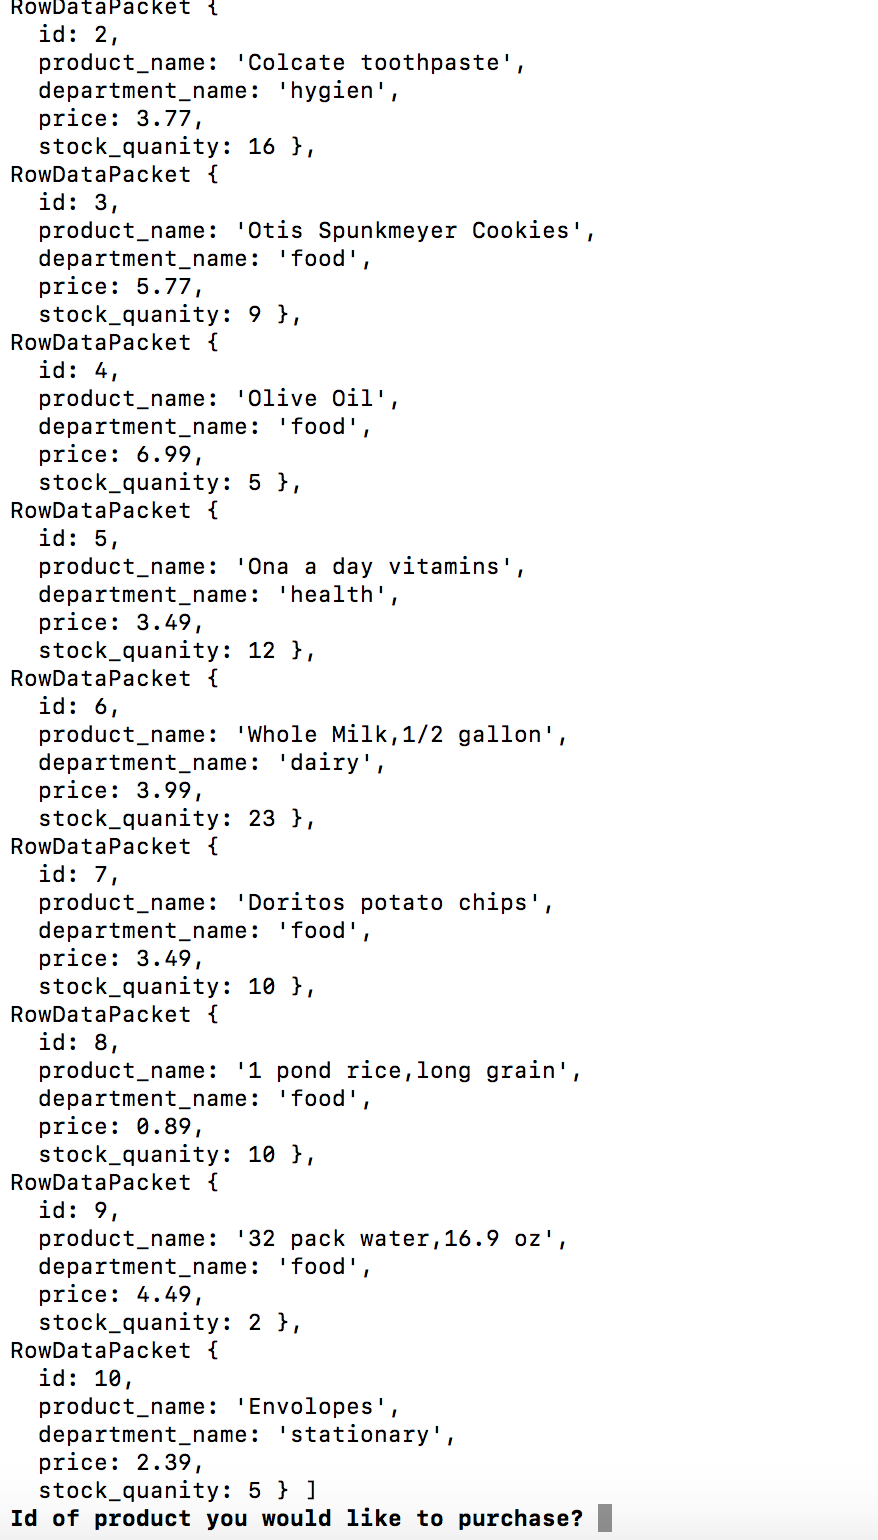 RowDataPacket {
  id: 2,
  product_name: 'Colcate toothpaste',
  department_name: 'hygien',
  price: 3.77,
  stock_quanity: 16 },
RowDataPacket {
  id: 3,
  product_name: 'Otis Spunkmeyer Cookies',
  department_name: 'food',
  price: 5.77,
  stock_quanity: 9 },
RowDataPacket {
  id: 4,
  product_name: 'Olive Oil',
  department_name: 'food',
  price: 6.99,
  stock_quanity: 5 },
RowDataPacket {
  id: 5,
  product_name: 'Ona a day vitamins',
  department_name: 'health',
  price: 3.49,
  stock_quanity: 12 },
RowDataPacket {
  id: 6,
  product_name: 'Whole Milk,1/2 gallon',
  department_name: 'dairy',
  price: 3.99,
  stock_quanity: 23 },
RowDataPacket {
  id: 7,
  product_name: 'Doritos potato chips',
  department_name: 'food',
  price: 3.49,
  stock_quanity: 10 },
RowDataPacket {
  id: 8,
  product_name: '1 pond rice,long grain',
  department_name: 'food',
  price: 0.89,
  stock_quanity: 10 },
RowDataPacket {
  id: 9,
  product_name: '32 pack water,16.9 oz',
  department_name: 'food',
  price: 4.49,
  stock_quanity: 2 },
RowDataPacket {
  id: 10,
  product_name: 'Envolopes',
  department_name: 'stationary',
  price: 2.39,
  stock_quanity: 5 } ]
Id of product you would like to purchase?